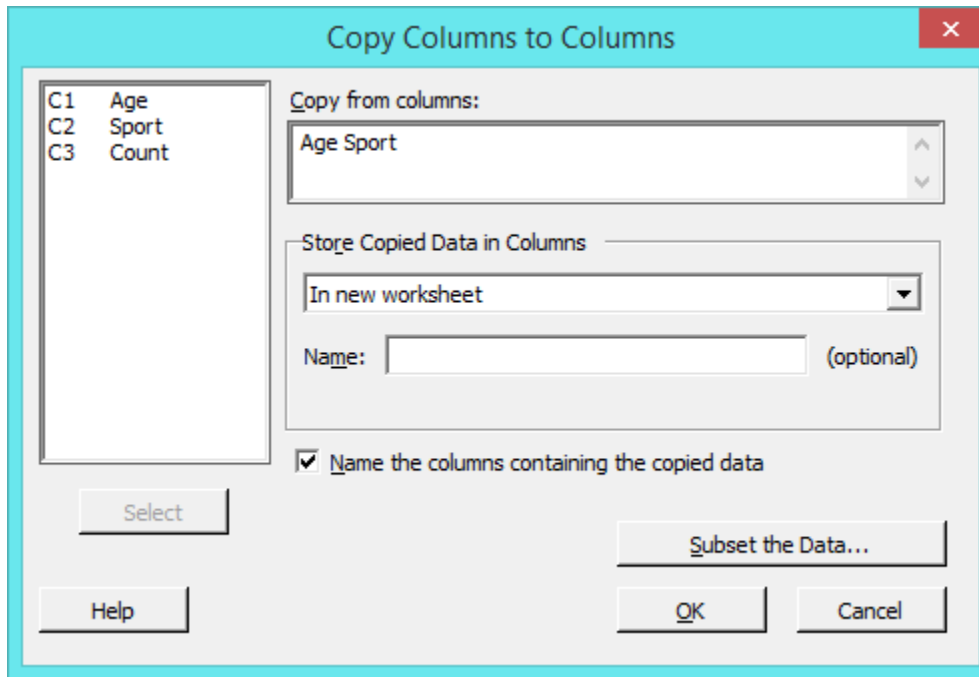 Copy Columns to Columns
C1 Age
C2 Sport
C3 Count
Copy from columns:
Age Sport
Store Copied Data in Columns
In new worksheet
Name:
(optional)
Name the columns containing the copied data
Select
Subset the Data...
Help
OK
Cancel